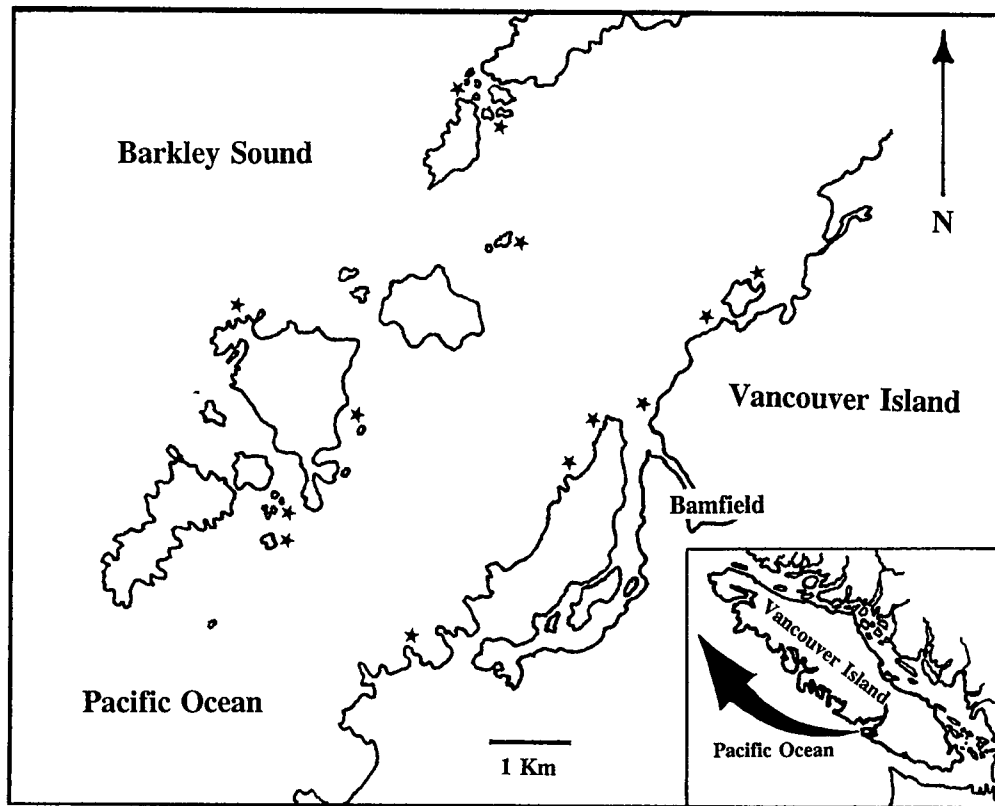 Barkley Sound
N
Vancouver Island
Bamfield
Pacific Ocean
1 Km
Vancouver Island
Pacific Ocean